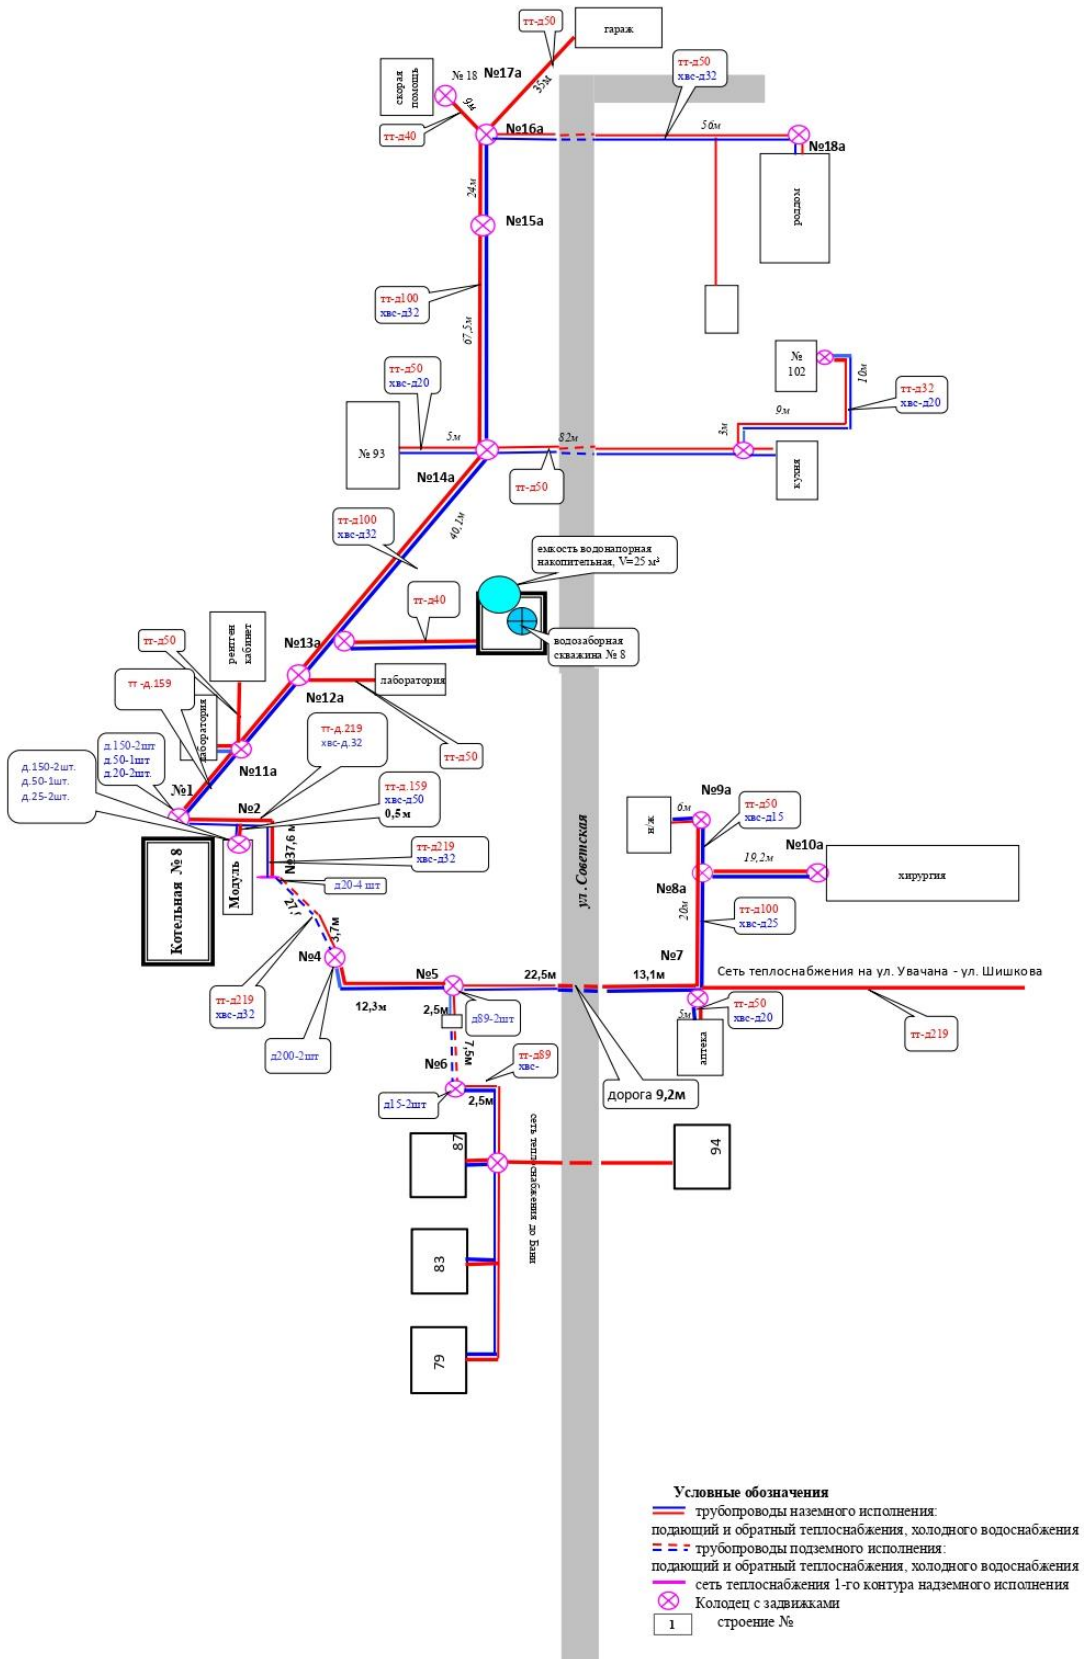 тт-д50
гараж
скорая
помощь
№ 18
№17а
35м
9м
тт-д50
хвс-д32
тт-д40
№16а
56м
№18а
24м
роддом
№15а
тт-д100
хвс-д32
67,5м
тт-д50
хвс-д20
№
102
10м
тт-д32
хвс-д20
9м
3м
№ 93
5м
82м
№14а
тт-д50
кухня
тт-д100
хвс-д32
40,1м
емкость водонапорная
накопительная, V=25 м³
тт-д40
водозаборная
скважина № 8
№13а
рентген
кабинет
тт-д50
тт -д.159
лаборатория
№12а
лаборатория
тт-д50
тт-д.219
хвс-д.32
д.150-2шт
д.50-1шт
д.20-2шт.
№11а
д.150-2шт.
д.50-1шт.
д.25-2шт.
№1
№2
тт-д.159
хвс-д50
0,5 м
№37,6 м
тт-д219
хвс-д32
Котельная № 8
Модуль
д20-4 шт
ул .Советская
н/ж
6м
№9а
тт-д50
хвс-д15
№10а
19,2м
хирургия
№8а
20м
тт-д100
хвс-д25
3,7м
№4
тт-д219
хвс-д32
12,3м
№5
22,5м
13,1м
№7
Сеть теплоснабжения на ул. Увачана - ул. Шишкова
тт-д219
тт-д50
хвс-д20
5м
аптека
2,5м
д89-2шт
д200-2шт
7,5м
№6
тт-д89
хвс-
д15-2шт
2,5м
дорога 9,2м
сеть теплоснабжения до Бани
87
94
83
79
Условные обозначения
трубопроводы наземного исполнения:
подающий и обратный теплоснабжения, холодного водоснабжения
трубопроводы подземного исполнения:
подающий и обратный теплоснабжения, холодного водоснабжения
сеть теплоснабжения 1-го контура надземного исполнения
Колодец с задвижками
1
строение №